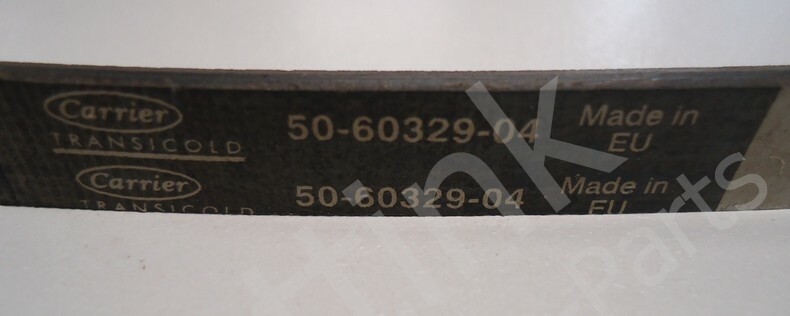 Carrier 50-60329-04 Made in
TRANSICOLD EU
Carrier 50-60329-04 Made in
TRANSICOLD EU